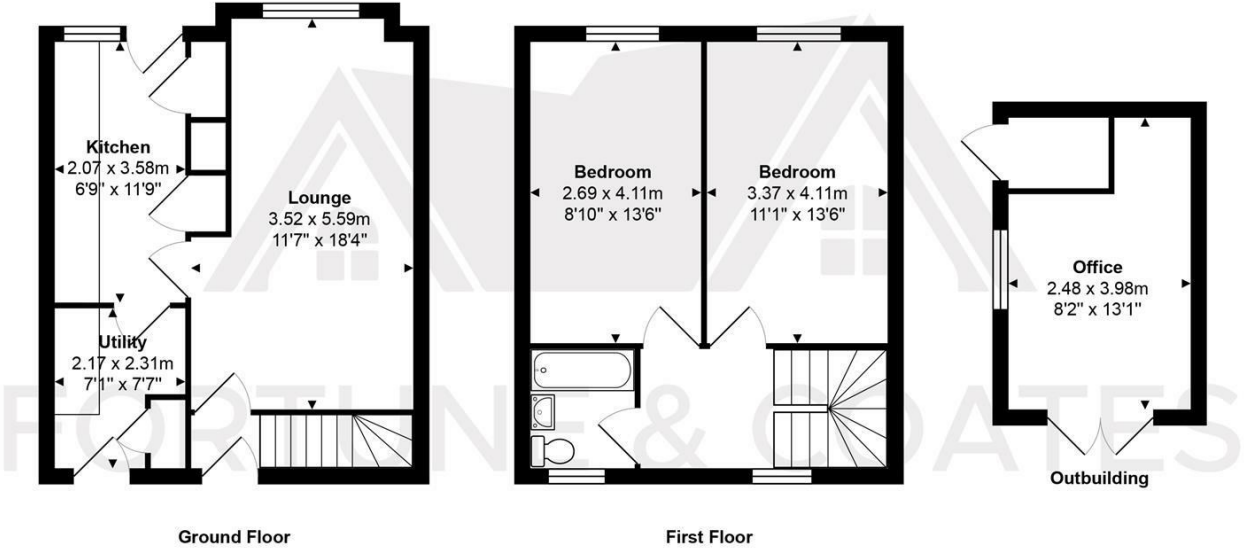 Kitchen
2.07 x 3.58m
6'9" x 11'9"
Lounge
3.52 x 5.59m
11'7" x 18'4"
Utility
2.17 x 2.31m
7'1" x 7'7"
Bedroom
2.69 x 4.11m
8'10" x 13'6"
Bedroom
3.37 x 4.11m
11'1" x 13'6"
Office
2.48 x 3.98m
8'2" x 13'1"
FORTUNE & COATES
Outbuilding
Ground Floor
First Floor